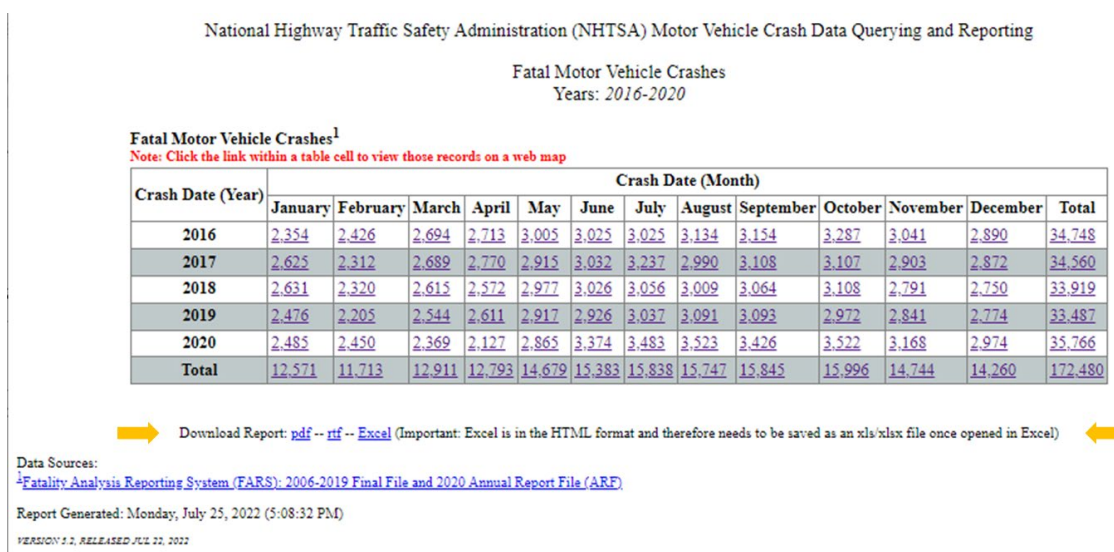 National Highway Traffic Safety Administration (NHTSA) Motor Vehicle Crash Data Querying and Reporting
Fatal Motor Vehicle Crashes
Years: 2016-2020
Fatal Motor Vehicle Crashes1
Note: Click the link within a table cell to view those records on a web map
Crash Date (Year) Crash Date (Month)
January February March April May June July August September October November December Total
2016 2,354 2,426 2,694 2,713 3,005 3,025 3,025 3,134 3,154 3,287 3,041 2,890 34,748
2017 2,625 2,312 2,689 2,770 2,915 3,032 3,237 2,990 3,108 3,107 2,903 2,872 34,560
2018 2,631 2,320 2,615 2,572 2,977 3,026 3,056 3,009 3,064 3,108 2,791 2,750 33,919
2019 2,476 2,205 2,544 2,611 2,917 2,926 3,037 3,091 3,093 2,972 2,841 2,774 33,487
2020 2,485 2,450 2,369 2,127 2,865 3,374 3,483 3,523 3,426 3,522 3,168 2,974 35,766
Total 12,571 11,713 12,911 12,793 14,679 15,383 15,838 15,747 15,845 15,996 14,744 14,260 172,480
Download Report: pdf -- rtf -- Excel (Important: Excel is in the HTML format and therefore needs to be saved as an xls/xlsx file once opened in Excel)
Data Sources:
1Fatality Analysis Reporting System (FARS): 2006-2019 Final File and 2020 Annual Report File (ARF)
Report Generated: Monday, July 25, 2022 (5:08:32 PM)
VERSION 5.2, RELEASED JUL 22, 2022